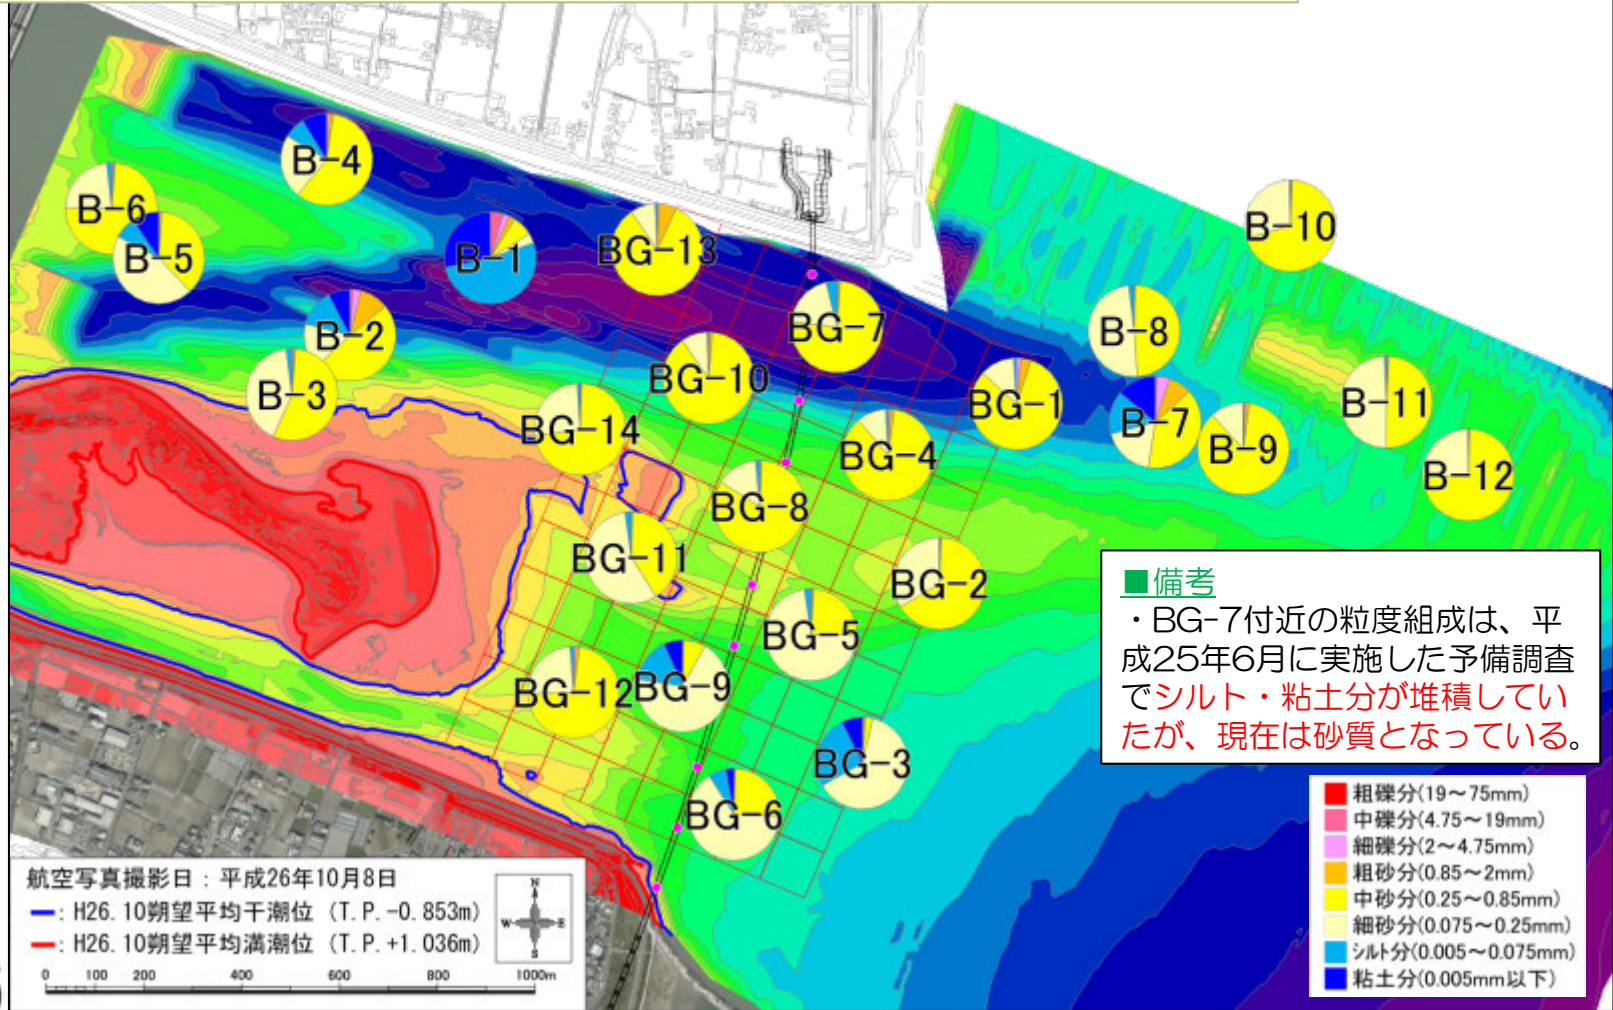 B-4
B-6
B-5
B-1
BG-13
B-10
B-2
BG-7
B-8
B-3
BG-10
BG-1
B-11
BG-14
BG-4
B-7
B-9
B-12
BG-8
BG-11
BG-2
BG-5
BG-12
BG-9
BG-3
BG-6
■備考
・BG-7付近の粒度組成は、平
成25年6月に実施した予備調査
でシルト・粘土分が堆積してい
たが、現在は砂質となっている。
粗礫分(19～75mm)
中礫分(4.75～19mm)
細礫分(2～4.75mm)
粗砂分(0.85～2mm)
中砂分(0.25～0.85mm)
細砂分(0.075～0.25mm)
シルト分(0.005～0.075mm)
粘土分(0.005mm以下)
航空写真撮影日：平成26年10月8日
：H26.10朔望平均干潮位 (T.P.-0.853m)
：H26.10朔望平均満潮位 (T.P.+1.036m)
N
W E
S
0 100 200 400 600 800 1000m